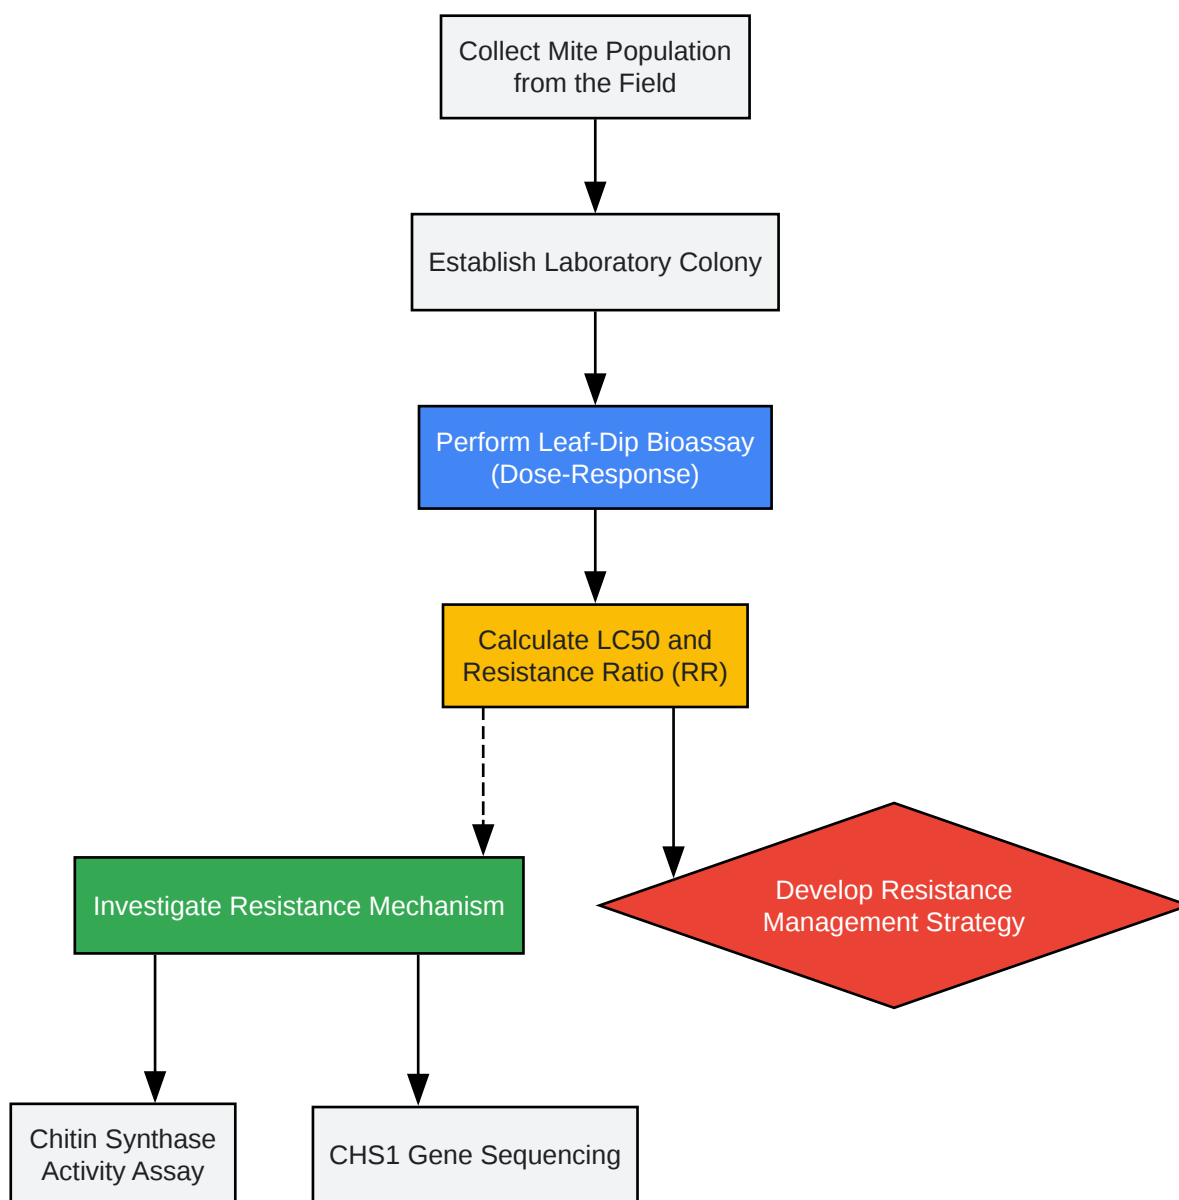 Collect Mite Population
from the Field
Establish Laboratory Colony
Perform Leaf-Dip Bioassay
(Dose-Response)
Calculate LC50 and
Resistance Ratio (RR)
Investigate Resistance Mechanism
Develop Resistance
Management Strategy
Chitin Synthase
Activity Assay
CHS1 Gene Sequencing